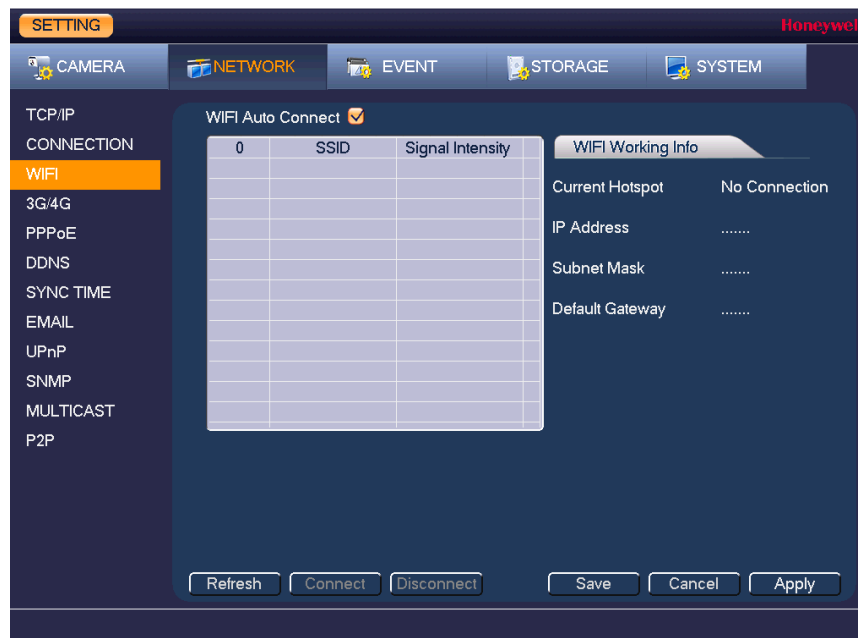 SETTING
Honeywel
CAMERA NETWORK EVENT STORAGE SYSTEM
TCP/IP
CONNECTION
WIFI
3G/4G
PPPoE
DDNS
SYNC TIME
EMAIL
UPnP
SNMP
MULTICAST
P2P
WIFI Auto Connect
0 SSID Signal Intensity
WIFI Working Info
Current Hotspot No Connection
IP Address .......
Subnet Mask .......
Default Gateway .......
Refresh Connect Disconnect Save Cancel Apply